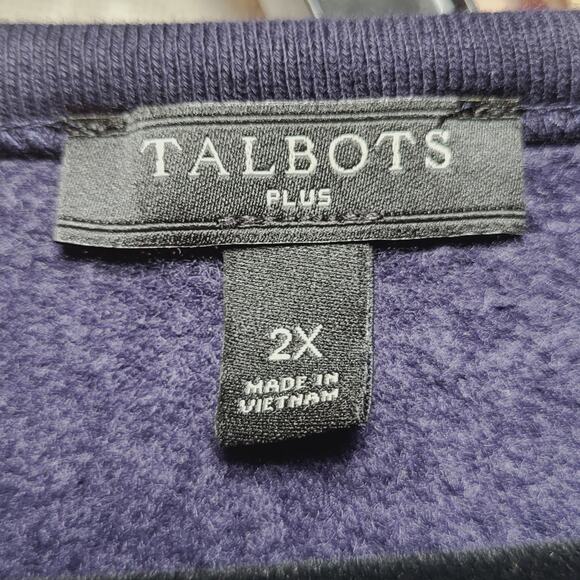 TALBOTS
PLUS
2X
MADE IN
VIETNAM